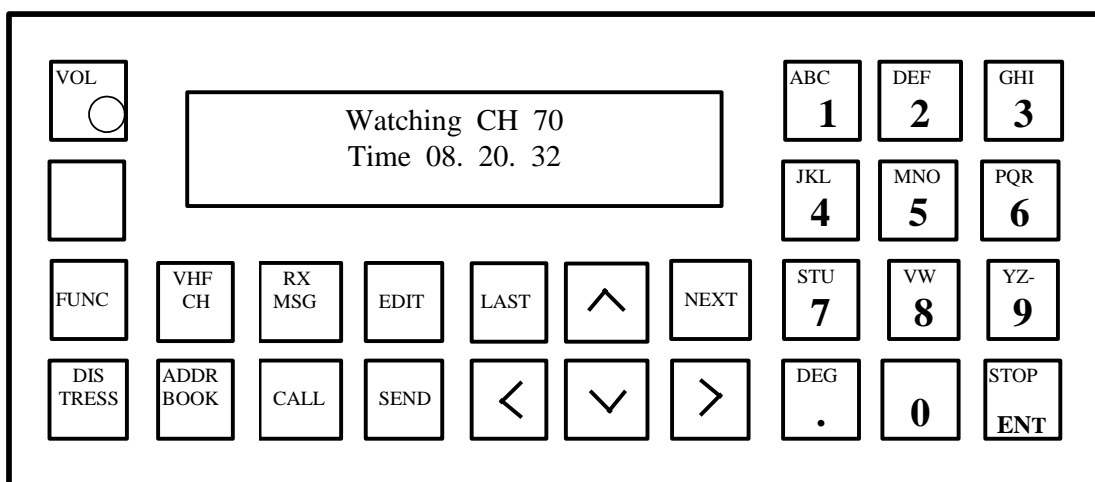 VOL
Watching CH 70
Time 08. 20. 32
ABC
1
DEF
2
GHI
3
JKL
4
MNO
5
PQR
6
FUNC
VHF
CH
RX
MSG
EDIT
LAST
NEXT
STU
7
VW
8
YZ-
9
DIS
TRESS
ADDR
BOOK
CALL
SEND
DEG
.
0
STOP
ENT